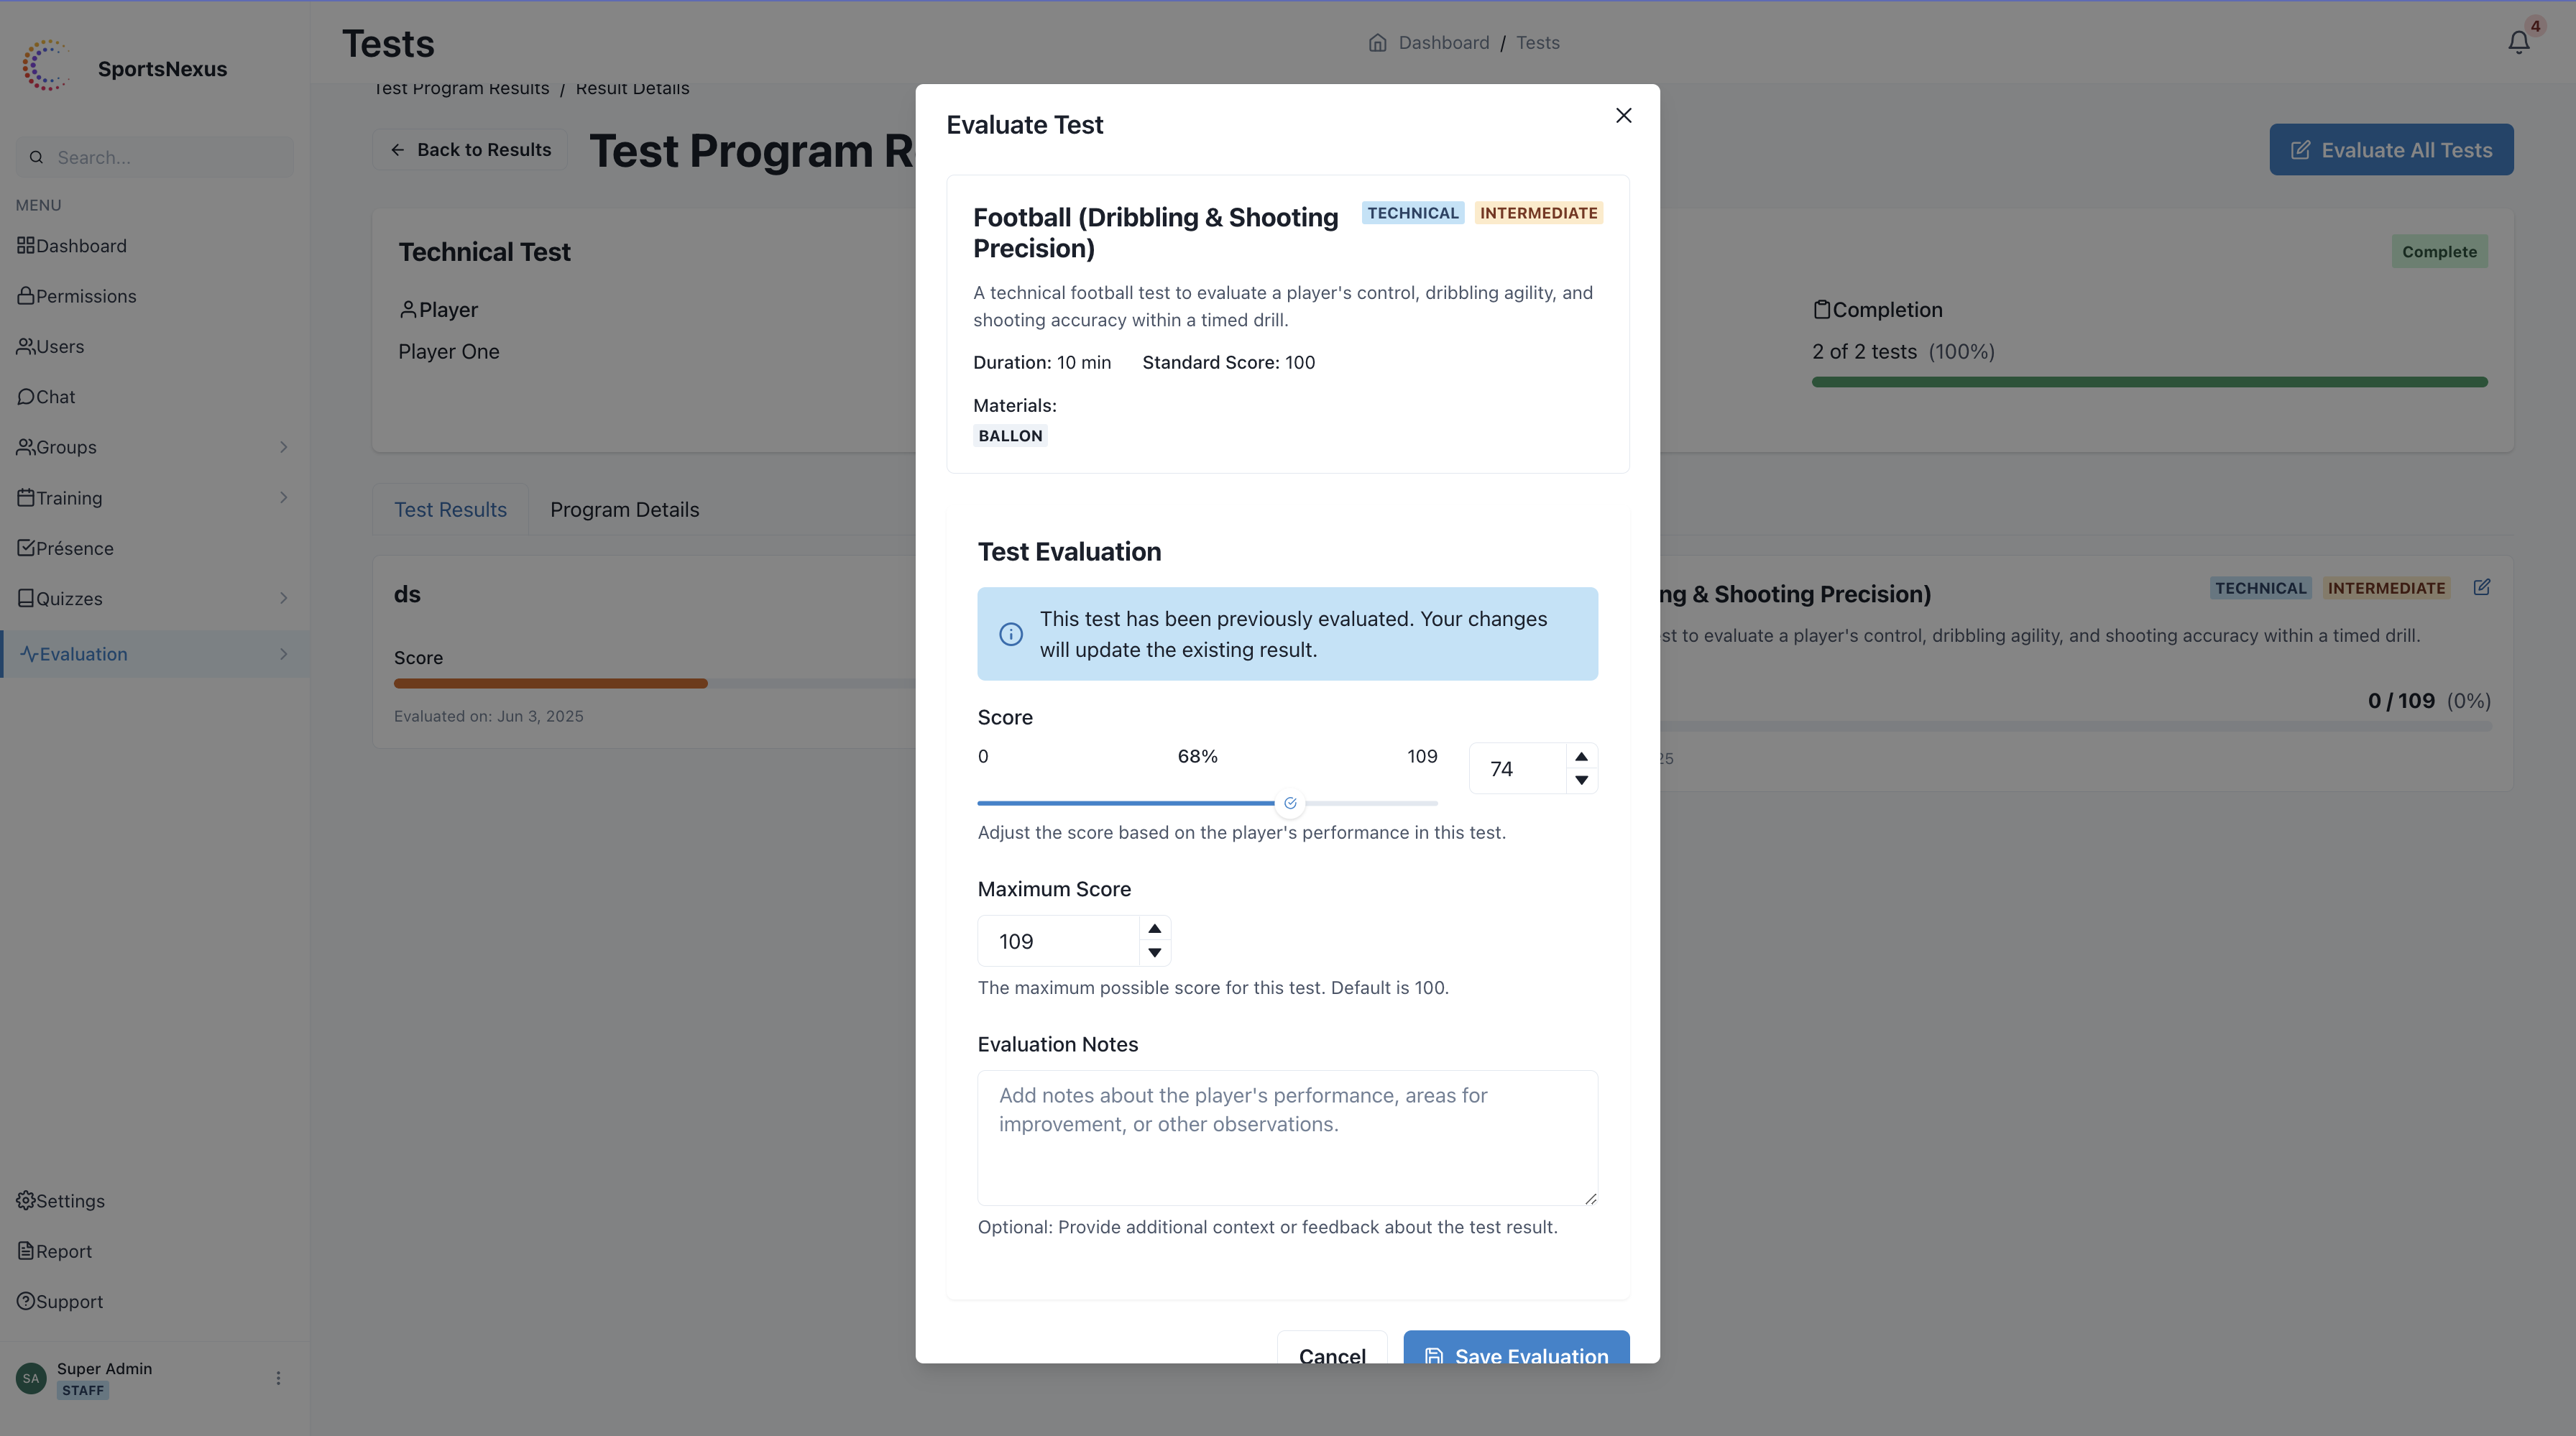 SportsNexus
Search...
MENU
Dashboard
Permissions
Users
Chat
Groups
Training
Présence
Quizzes
Evaluation
Settings
Report
Support
SA
Super Admin
STAFF
Tests
Dashboard / Tests
4
Test Program Results / Result Details
Back to Results
Test Program R
Evaluate All Tests
Technical Test
Complete
Player
Player One
Completion
2 of 2 tests (100%)
Test Results
Program Details
ds
Score
Evaluated on: Jun 3, 2025
ng & Shooting Precision)
TECHNICAL
INTERMEDIATE
st to evaluate a player's control, dribbling agility, and shooting accuracy within a timed drill.
0 / 109 (0%)
25
Evaluate Test
Football (Dribbling & Shooting
Precision)
TECHNICAL
INTERMEDIATE
A technical football test to evaluate a player's control, dribbling agility, and
shooting accuracy within a timed drill.
Duration: 10 min Standard Score: 100
Materials:
BALLON
Test Evaluation
This test has been previously evaluated. Your changes
will update the existing result.
Score
0 68% 109
74
Adjust the score based on the player's performance in this test.
Maximum Score
109
The maximum possible score for this test. Default is 100.
Evaluation Notes
Add notes about the player's performance, areas for
improvement, or other observations.
Optional: Provide additional context or feedback about the test result.
Cancel
Save Evaluation